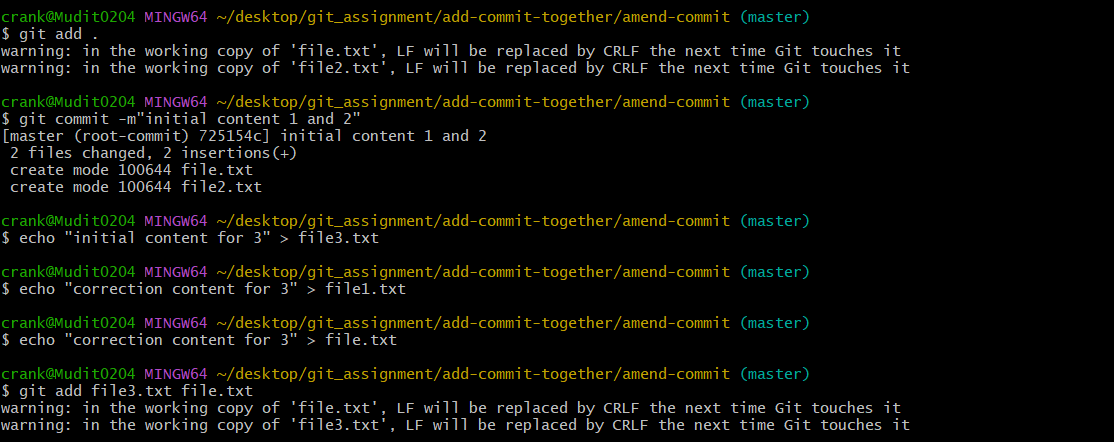 crank@Mudit0204 MINGW64 ~/desktop/git_assignment/add-commit-together/amend-commit (master)
$ git add .
warning: in the working copy of 'file.txt', LF will be replaced by CRLF the next time Git touches it
warning: in the working copy of 'file2.txt', LF will be replaced by CRLF the next time Git touches it
crank@Mudit0204 MINGW64 ~/desktop/git_assignment/add-commit-together/amend-commit (master)
$ git commit -m"initial content 1 and 2"
[master (root-commit) 725154c] initial content 1 and 2
 2 files changed, 2 insertions(+)
 create mode 100644 file.txt
 create mode 100644 file2.txt
crank@Mudit0204 MINGW64 ~/desktop/git_assignment/add-commit-together/amend-commit (master)
$ echo "initial content for 3" > file3.txt
crank@Mudit0204 MINGW64 ~/desktop/git_assignment/add-commit-together/amend-commit (master)
$ echo "correction content for 3" > file1.txt
crank@Mudit0204 MINGW64 ~/desktop/git_assignment/add-commit-together/amend-commit (master)
$ echo "correction content for 3" > file.txt
crank@Mudit0204 MINGW64 ~/desktop/git_assignment/add-commit-together/amend-commit (master)
$ git add file3.txt file.txt
warning: in the working copy of 'file.txt', LF will be replaced by CRLF the next time Git touches it
warning: in the working copy of 'file3.txt', LF will be replaced by CRLF the next time Git touches it